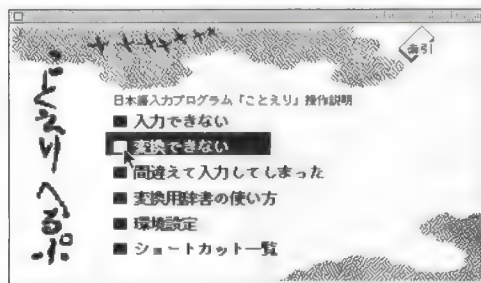 索引
ことえり へるぷ
日本語入力プログラム「ことえり」操作説明
入力できない
変換できない
間違えて入力してしまった
変換用辞書の使い方
環境設定
ショートカット一覧